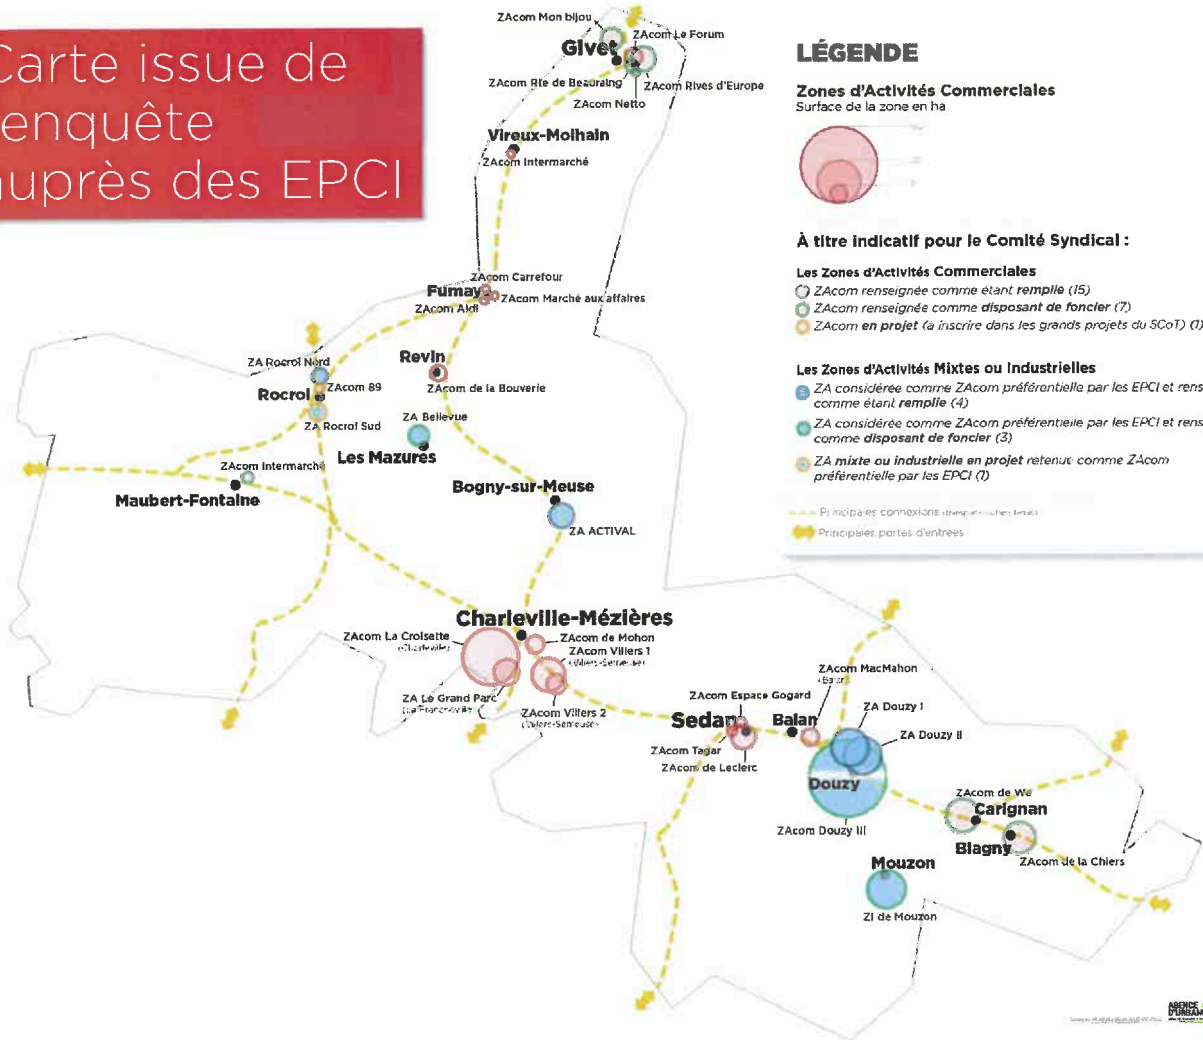 Carte issue de
enquête
auprès des EPCI
LÉGENDE
Zones d'Activités Commerciales
Surface de la zone en ha
À titre indicatif pour le Comité Syndical :
Les Zones d'Activités Commerciales
ZAcom renseignée comme étant remplie (15)
ZAcom renseignée comme disposant de foncier (7)
ZAcom en projet (à inscrire dans les grands projets du SCoT) (1)
Les Zones d'Activités Mixtes ou Industrielles
ZA considérée comme ZAcom préférentielle par les EPCI et rens
comme étant remplie (4)
ZA considérée comme ZAcom préférentielle par les EPCI et rens
comme disposant de foncier (3)
ZA mixte ou industrielle en projet retenue comme ZAcom
préférentielle par les EPCI (1)
Principales connexions
Principales portes d'entrées
ZAcom Mon bijou
ZAcom Le Forum
Givet
ZAcom Rte de Beauraing
ZAcom Rives d'Europe
ZAcom Netto
Vireux-Molhain
ZAcom Intermarché
ZAcom Carrefour
Fumay
ZAcom Marché aux affaires
ZAcom Aldi
ZA Rocroi Nord
Revin
Rocroi
ZAcom 89
ZAcom de la Bouverie
ZA Rocroi Sud
ZA Bellevue
Les Mazures
ZAcom Intermarché
Maubert-Fontaine
Bogny-sur-Meuse
ZA ACTIVAL
Charleville-Mézières
ZAcom La Croisette
(Charleville)
ZAcom de Mohon
ZAcom Villers 1
(Villers-Semeuse)
ZA Le Grand Parc
(La Francheville)
ZAcom Villers 2
(Villers-Semeuse)
ZAcom MacMahon
(Balan)
ZAcom Espace Gogard
Sedan
Balan
ZA Douzy I
ZA Douzy II
ZAcom Tagar
ZAcom de Leclerc
Douzy
ZAcom Douzy III
ZAcom de We
Carignan
Blagny
ZAcom de la Chiers
Mouzon
ZI de Mouzon
AGENCE